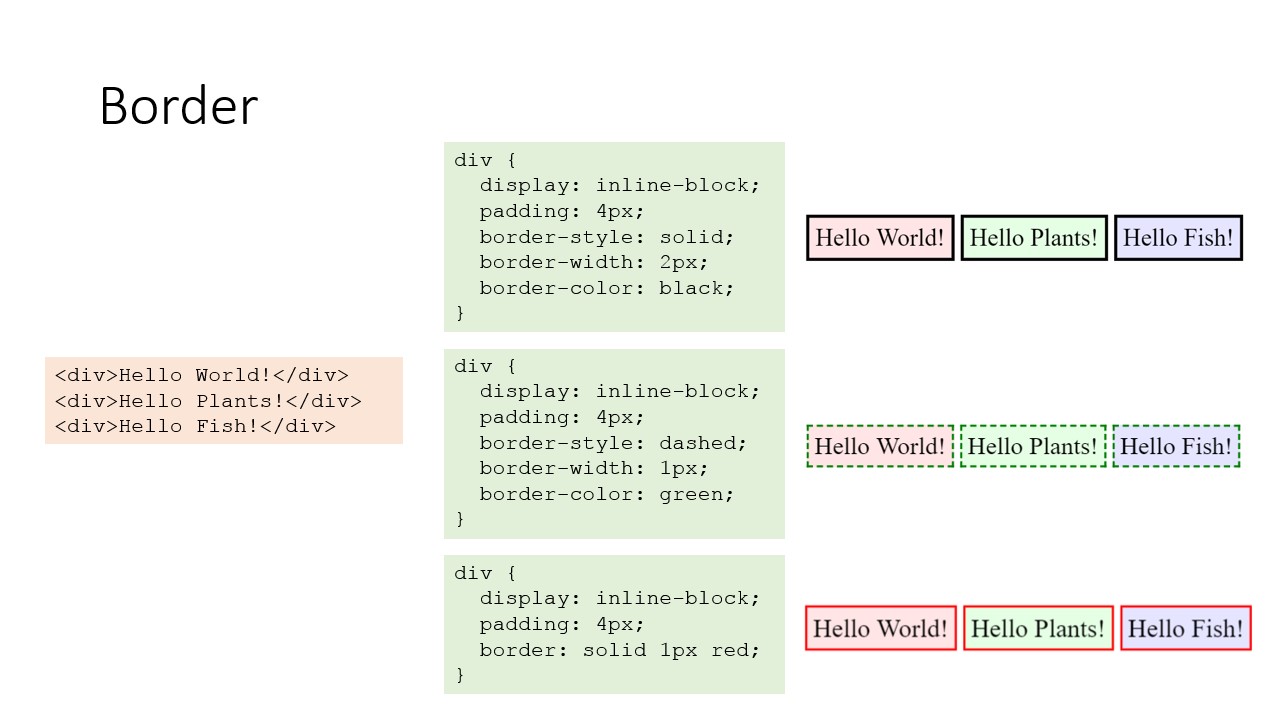 Border
div {
  display: inline-block;
  padding: 4px;
  border-style: solid;
  border-width: 2px;
  border-color: black;
}
Hello World! Hello Plants! Hello Fish!
<div>Hello World!</div>
<div>Hello Plants!</div>
<div>Hello Fish!</div>
div {
  display: inline-block;
  padding: 4px;
  border-style: dashed;
  border-width: 1px;
  border-color: green;
}
Hello World! Hello Plants! Hello Fish!
div {
  display: inline-block;
  padding: 4px;
  border: solid 1px red;
}
Hello World! Hello Plants! Hello Fish!